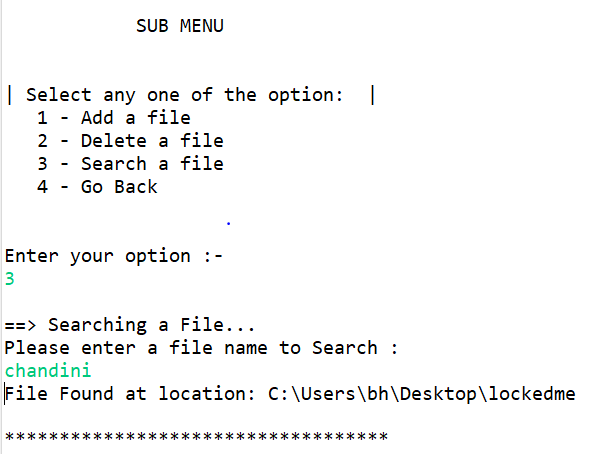 SUB MENU
| Select any one of the option:  |
1 - Add a file
2 - Delete a file
3 - Search a file
4 - Go Back
Enter your option :-
3
==> Searching a File...
Please enter a file name to Search :
chandini
File Found at location: C:\Users\bh\Desktop\lockedme
***********************************